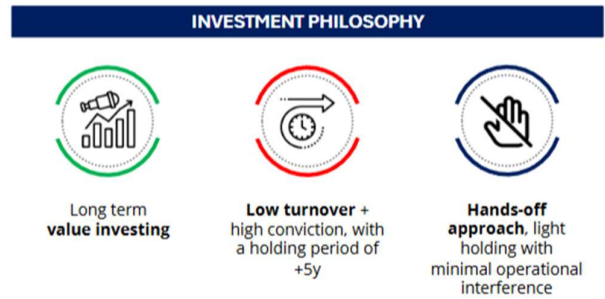 INVESTMENT PHILOSOPHY
Long term
value investing
Low turnover +
high conviction, with
a holding period of
+5y
Hands-off
approach, light
holding with
minimal operational
interference